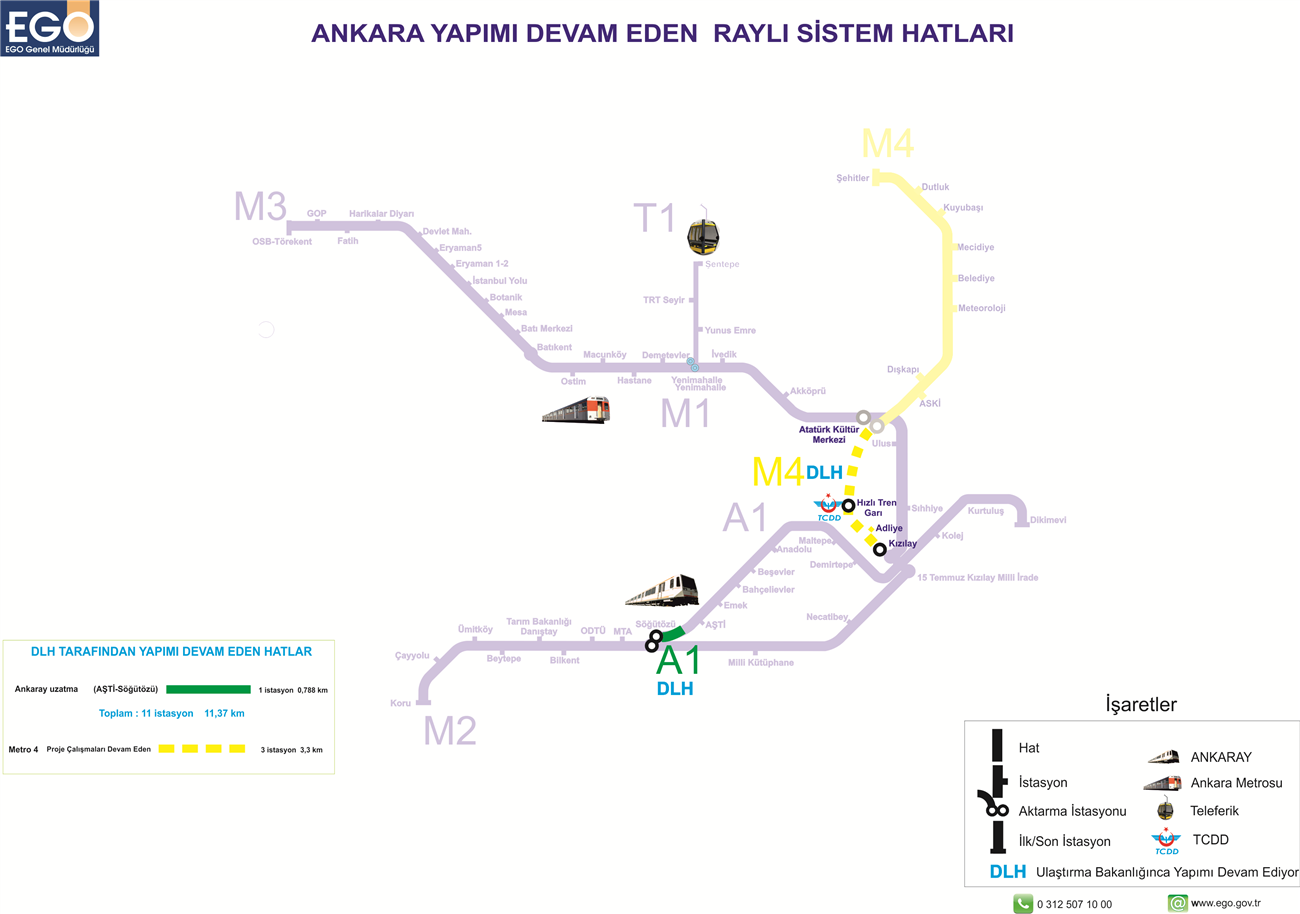 EGO
EGO Genel Müdürlüğü
ANKARA YAPIMI DEVAM EDEN RAYLI SİSTEM HATLARI
M4
Şehitler
Dutluk
Kuyubaşı
Mecidiye
Belediye
Meteoroloji
Dışkapı
ASKİ
M3
GOP
Harikalar Diyarı
OSB-Törekent
Fatih
Devlet Mah.
Eryaman5
Eryaman 1-2
İstanbul Yolu
Botanik
Mesa
Batı Merkezi
Batıkent
T1
Şentepe
TRT Seyir
Yunus Emre
Macunköy
Demetevler
İvedik
Ostim
Hastane
Yenimahalle
Yenimahalle
M1
Akköprü
Atatürk Kültür
Merkezi
Ulus
M4 DLH
Hızlı Tren
Garı
TCDD
Adliye
Kızılay
Sıhhiye
Kurtuluş
Dikimevi
Kolej
A1
Maltepe
Anadolu
Demirtepe
Beşevler
Bahçelievler
Emek
AŞTİ
15 Temmuz Kızılay Milli İrade
Necatibey
Söğütözü
Ümitköy
Tarım Bakanlığı
Danıştay
ODTÜ
MTA
Çayyolu
Beytepe
Bilkent
Milli Kütüphane
A1
DLH
Koru
M2
DLH TARAFINDAN YAPIMI DEVAM EDEN HATLAR
Ankaray uzatma (AŞTİ-Söğütözü) 1 istasyon 0,788 km
Toplam : 11 istasyon 11,37 km
Metro 4 Proje Çalışmaları Devam Eden 3 istasyon 3,3 km
İşaretler
Hat
İstasyon
Aktarma İstasyonu
İlk/Son İstasyon
ANKARAY
Ankara Metrosu
Teleferik
TCDD
TCDD
DLH Ulaştırma Bakanlığınca Yapımı Devam Ediyor
0 312 507 10 00
www.ego.gov.tr